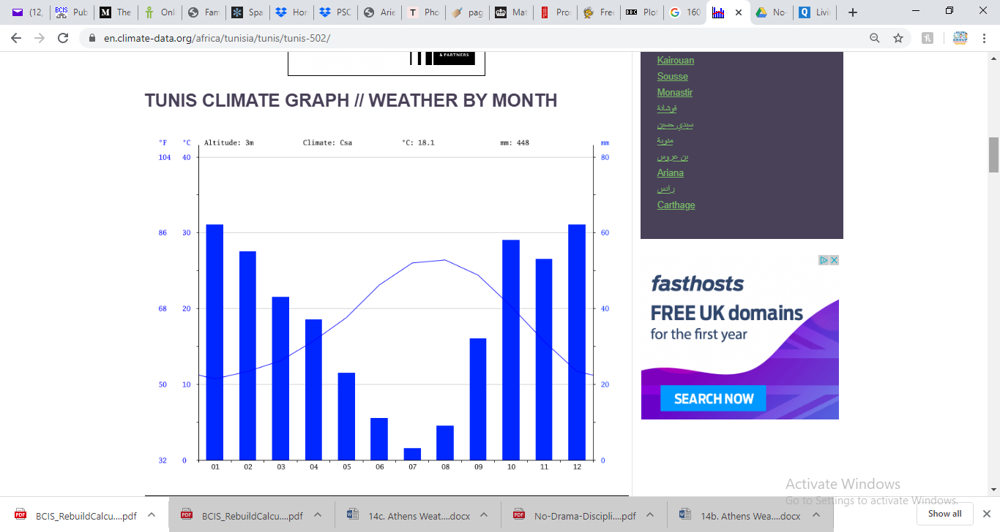 (12,
BCIS Pub
The
Onl
Fam
Spa
Hor
PSC
Arie
T Pho
pag
Mat
Pro
Free
BBC Plot
G 160
No-
Q Livi
en.climate-data.org/africa/tunisia/tunis/tunis-502/
& PARTNERS
TUNIS CLIMATE GRAPH // WEATHER BY MONTH
°F °C Altitude: 3m Climate: Csa °C: 18.1 mm: 448 mm
104 40 80
86 30 60
68 20 40
50 10 20
32 0 0
01 02 03 04 05 06 07 08 09 10 11 12
Kairouan
Sousse
Monastir
فوشانة
سيدي حسين
منوبة
بن عروس
Ariana
رادس
Carthage
fasthosts
FREE UK domains
for the first year
SEARCH NOW
Activate Windows
Go to Settings to activate Windows.
BCIS_RebuildCalcu....pdf
BCIS_RebuildCalcu....pdf
14c. Athens Weat....docx
No-Drama-Discipli....pdf
14b. Athens Wea....docx
Show all